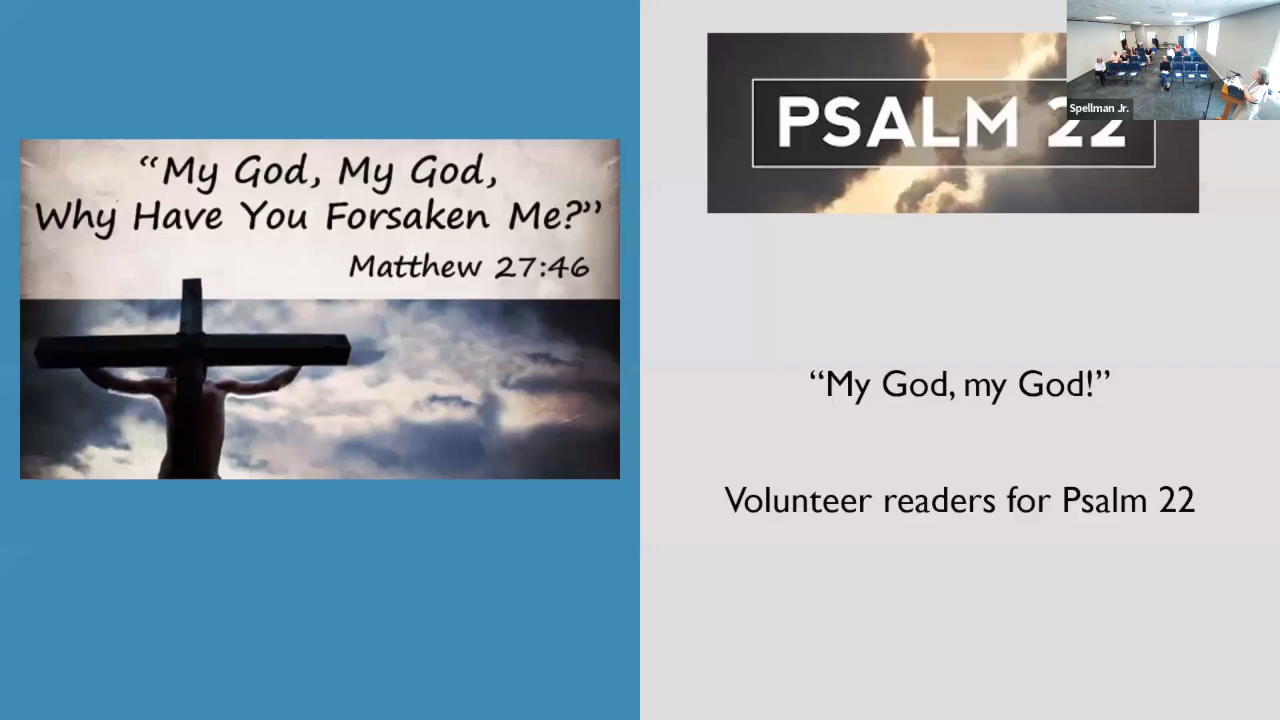 “My God, My God,
Why Have You Forsaken Me?”
Matthew 27:46
PSALM 22
Spellman Jr.
“My God, my God!”
Volunteer readers for Psalm 22